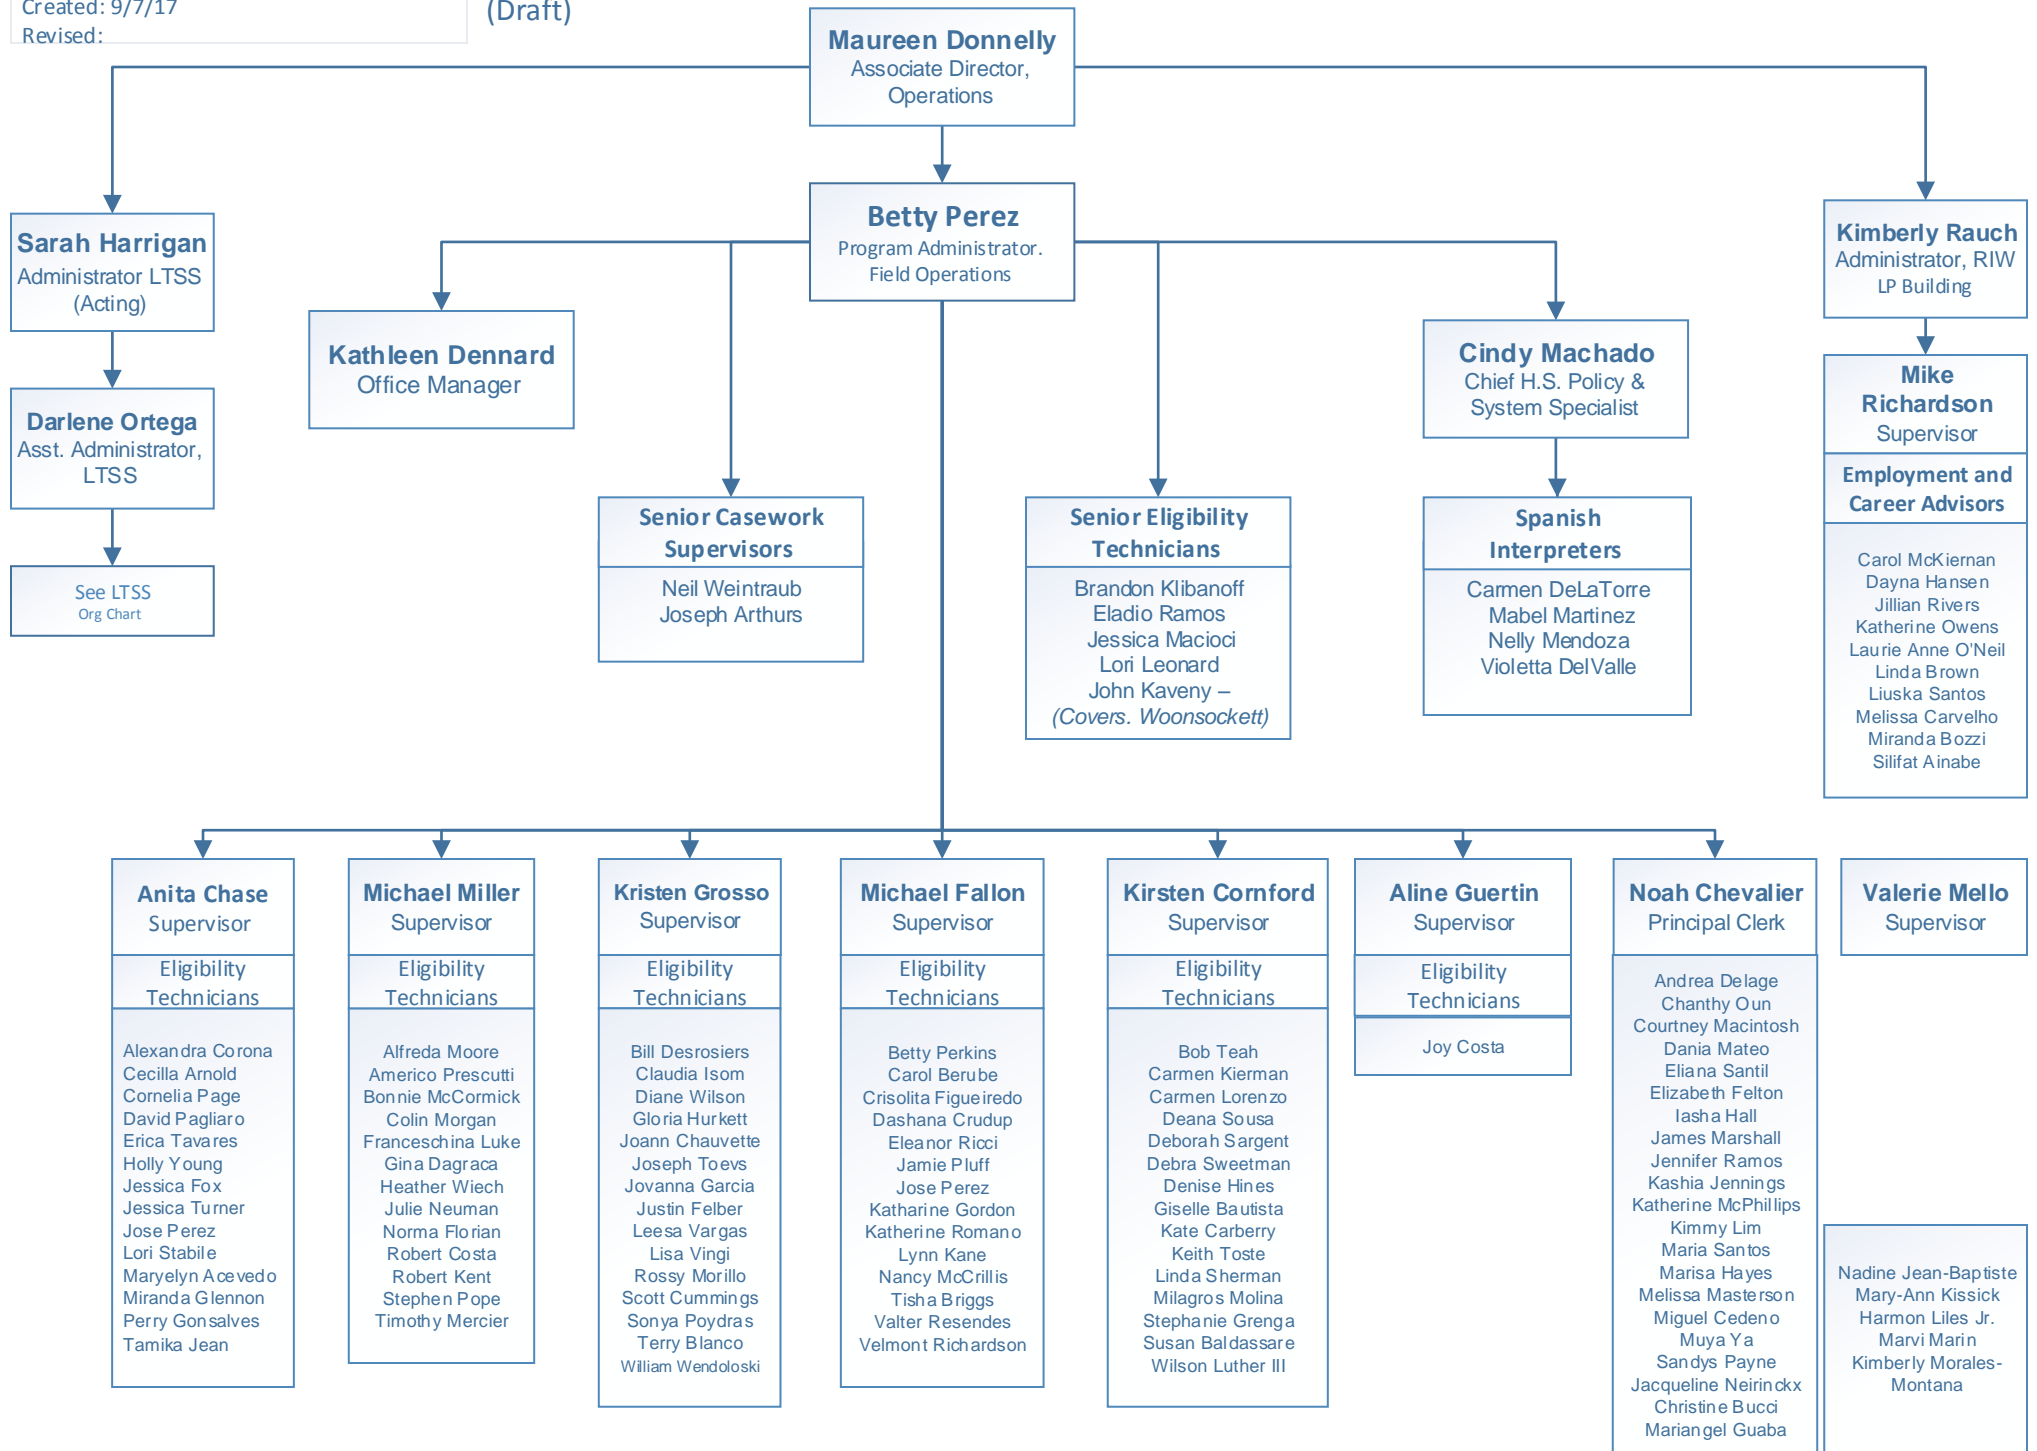 Created: 9/7/17
Revised:
(Draft)
Maureen Donnelly
Associate Director,
Operations
Betty Perez
Program Administrator.
Field Operations
Sarah Harrigan
Administrator LTSS
(Acting)
Darlene Ortega
Asst. Administrator,
LTSS
See LTSS
Org Chart
Kathleen Dennard
Office Manager
Senior Casework
Supervisors
Neil Weintraub
Joseph Arthurs
Senior Eligibility
Technicians
Brandon Klibanoff
Eladio Ramos
Jessica Macioci
Lori Leonard
John Kaveny –
(Covers. Woonsockett)
Cindy Machado
Chief H.S. Policy &
System Specialist
Spanish
Interpreters
Carmen DeLaTorre
Mabel Martinez
Nelly Mendoza
Violetta DelValle
Kimberly Rauch
Administrator, RIW
LP Building
Mike
Richardson
Supervisor
Employment and
Career Advisors
Carol McKiernan
Dayna Hansen
Jillian Rivers
Katherine Owens
Laurie Anne O'Neil
Linda Brown
Liuska Santos
Melissa Carvelho
Miranda Bozzi
Silifat Ainabe
Anita Chase
Supervisor
Eligibility
Technicians
Alexandra Corona
Cecilla Arnold
Cornelia Page
David Pagliaro
Erica Tavares
Holly Young
Jessica Fox
Jessica Turner
Jose Perez
Lori Stabile
Maryelyn Acevedo
Miranda Glennon
Perry Gonsalves
Tamika Jean
Michael Miller
Supervisor
Eligibility
Technicians
Alfreda Moore
Americo Prescutti
Bonnie McCormick
Colin Morgan
Franceschina Luke
Gina Dagraca
Heather Wiech
Julie Neuman
Norma Florian
Robert Costa
Robert Kent
Stephen Pope
Timothy Mercier
Kristen Grosso
Supervisor
Eligibility
Technicians
Bill Desrosiers
Claudia Isom
Diane Wilson
Gloria Hurkett
Joann Chauvette
Joseph Toevs
Jovanna Garcia
Justin Felber
Leesa Vargas
Lisa Vingi
Rossy Morillo
Scott Cummings
Sonya Poydras
Terry Blanco
William Wendoloski
Michael Fallon
Supervisor
Eligibility
Technicians
Betty Perkins
Carol Berube
Crisolita Figueiredo
Dashana Crudup
Eleanor Ricci
Jamie Pluff
Jose Perez
Katharine Gordon
Katherine Romano
Lynn Kane
Nancy McCrillis
Tisha Briggs
Valter Resendes
Velmont Richardson
Kirsten Cornford
Supervisor
Eligibility
Technicians
Bob Teah
Carmen Kierman
Carmen Lorenzo
Deana Sousa
Deborah Sargent
Debra Sweetman
Denise Hines
Giselle Bautista
Kate Carberry
Keith Toste
Linda Sherman
Milagros Molina
Stephanie Grenga
Susan Baldassare
Wilson Luther III
Aline Guertin
Supervisor
Eligibility
Technicians
Joy Costa
Noah Chevalier
Principal Clerk
Andrea Delage
Chanthy Oun
Courtney Macintosh
Dania Mateo
Eliana Santil
Elizabeth Felton
Iasha Hall
James Marshall
Jennifer Ramos
Kashia Jennings
Katherine McPhillips
Kimmy Lim
Maria Santos
Marisa Hayes
Melissa Masterson
Miguel Cedeno
Muya Ya
Sandys Payne
Jacqueline Neirinckx
Christine Bucci
Mariangel Guaba
Valerie Mello
Supervisor
Nadine Jean-Baptiste
Mary-Ann Kissick
Harmon Liles Jr.
Marvi Marin
Kimberly Morales-
Montana